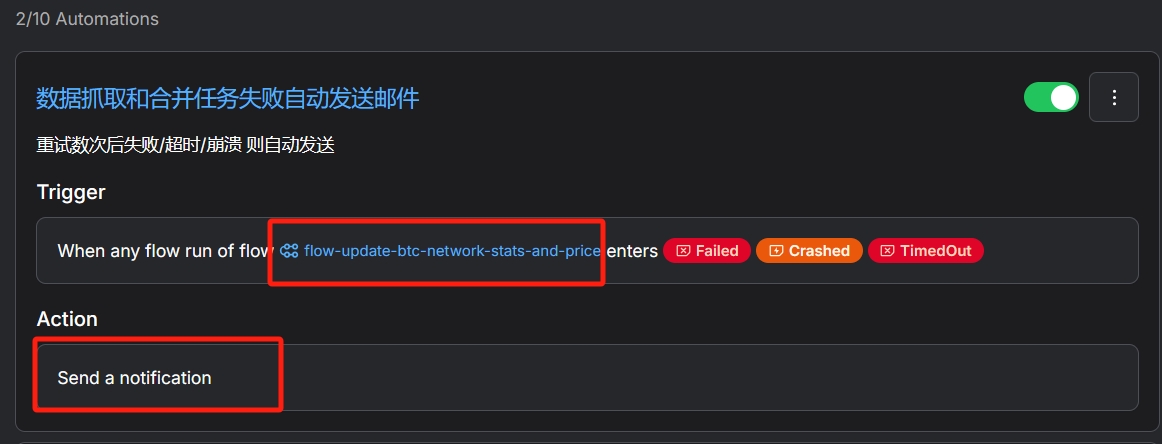 2/10 Automations
数据抓取和合并任务失败自动发送邮件
重试数次后失败/超时/崩溃 则自动发送
Trigger
When any flow run of flow flow-update-btc-network-stats-and-price enters Failed Crashed TimedOut
Action
Send a notification